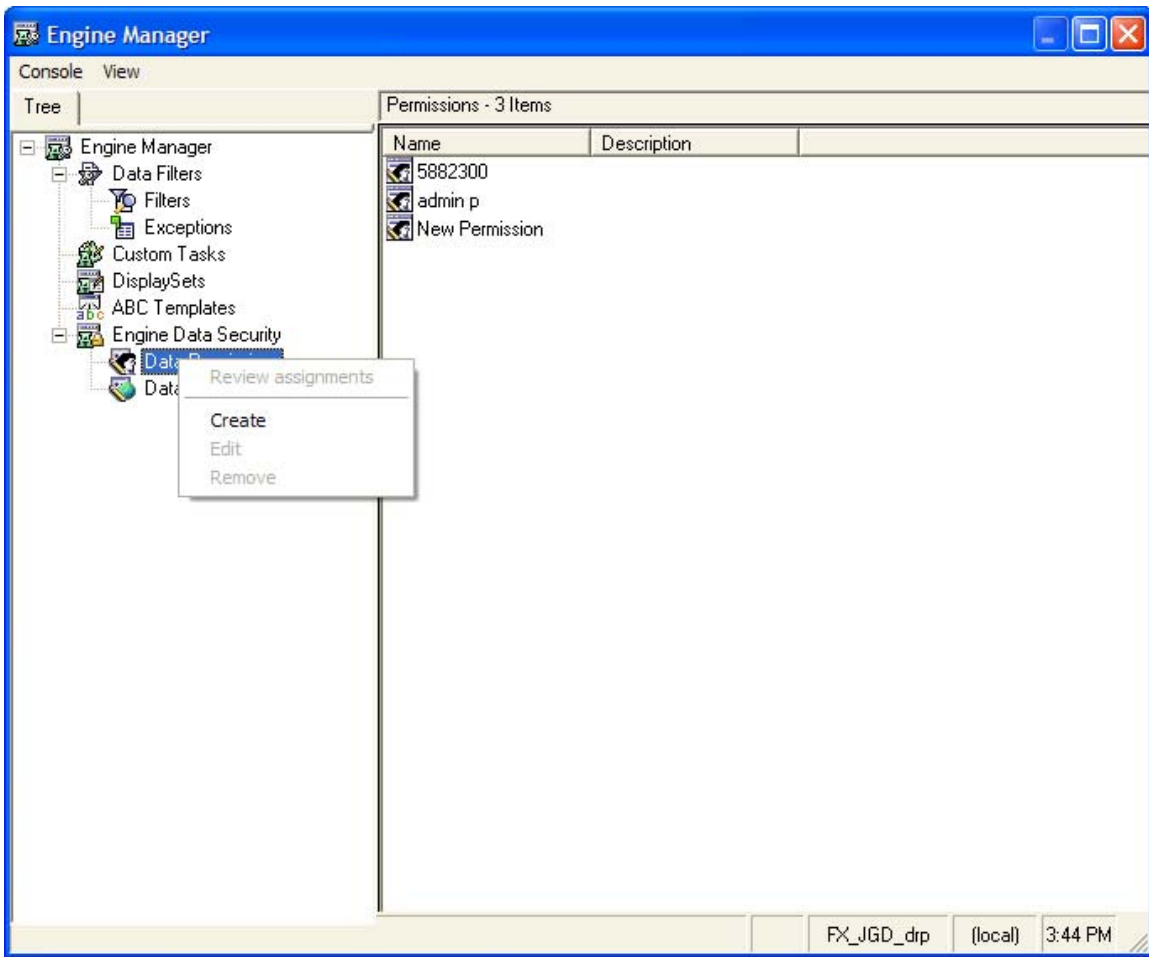 Engine Manager
Console View
Tree
Permissions - 3 Items
Engine Manager
Data Filters
Filters
Exceptions
Custom Tasks
DisplaySets
ABC Templates
Engine Data Security
Data
Data
Review assignments
Create
Edit
Remove
Name Description
5882300
admin p
New Permission
FX_JGD_drp (local) 3:44 PM